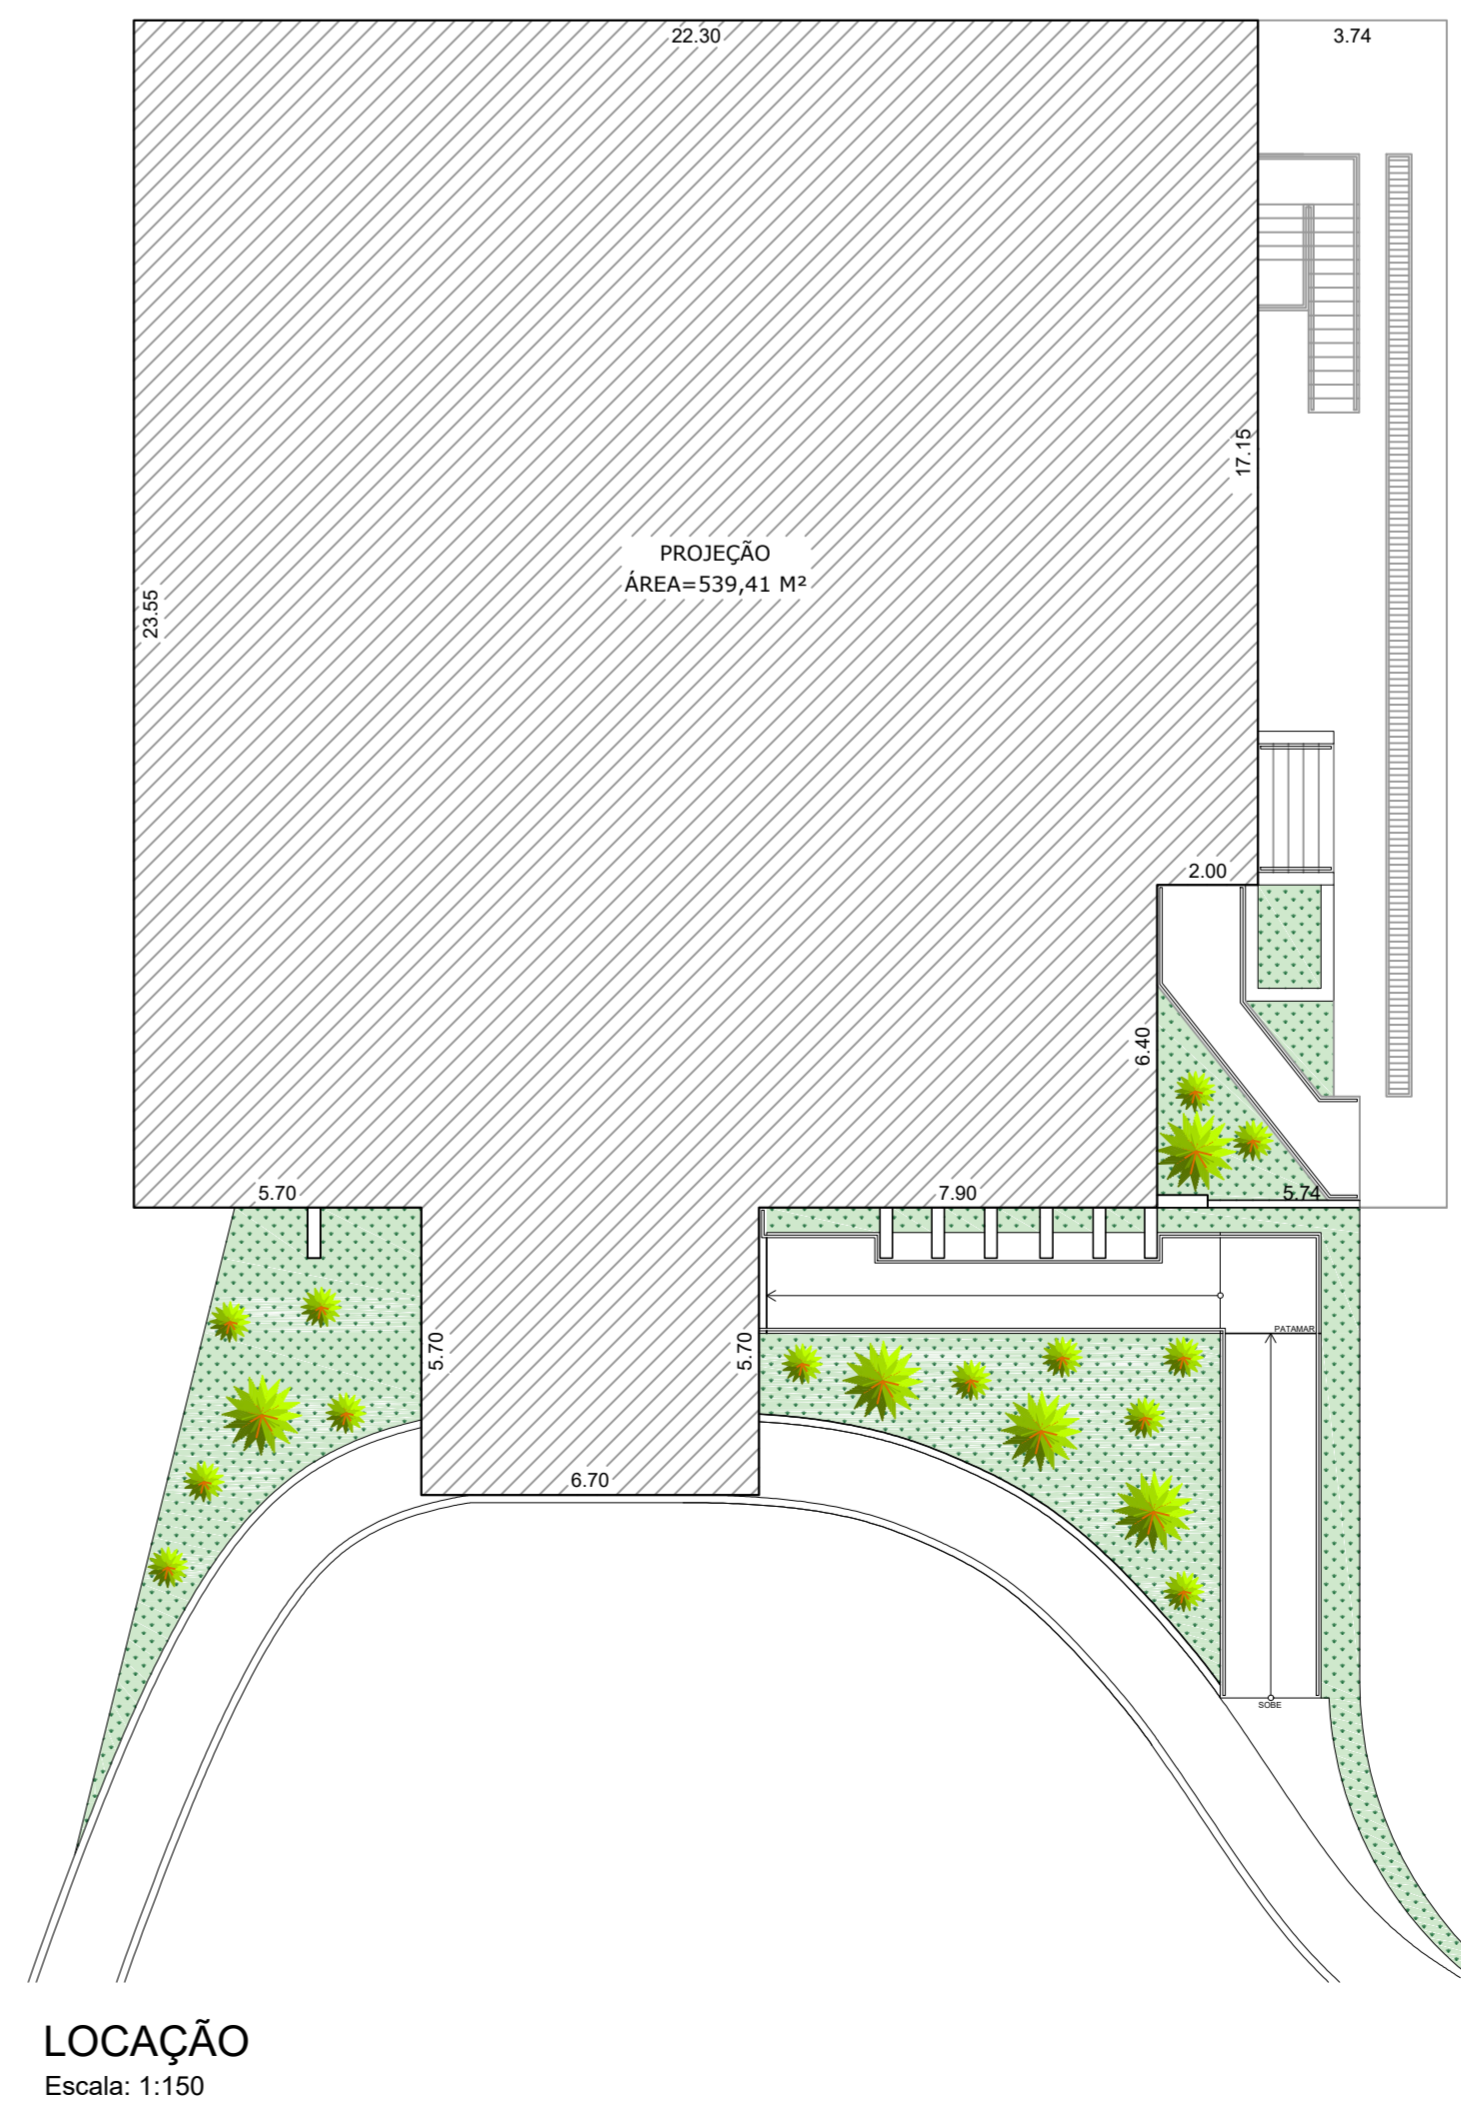 22.30
3.74
17.15
PROJEÇÃO
ÁREA=539,41 M²
23.55
2.00
6.40
5.70
7.90
5.74
5.70
5.70
PATAMAR
6.70
SOBE
LOCAÇÃO
Escala: 1:150